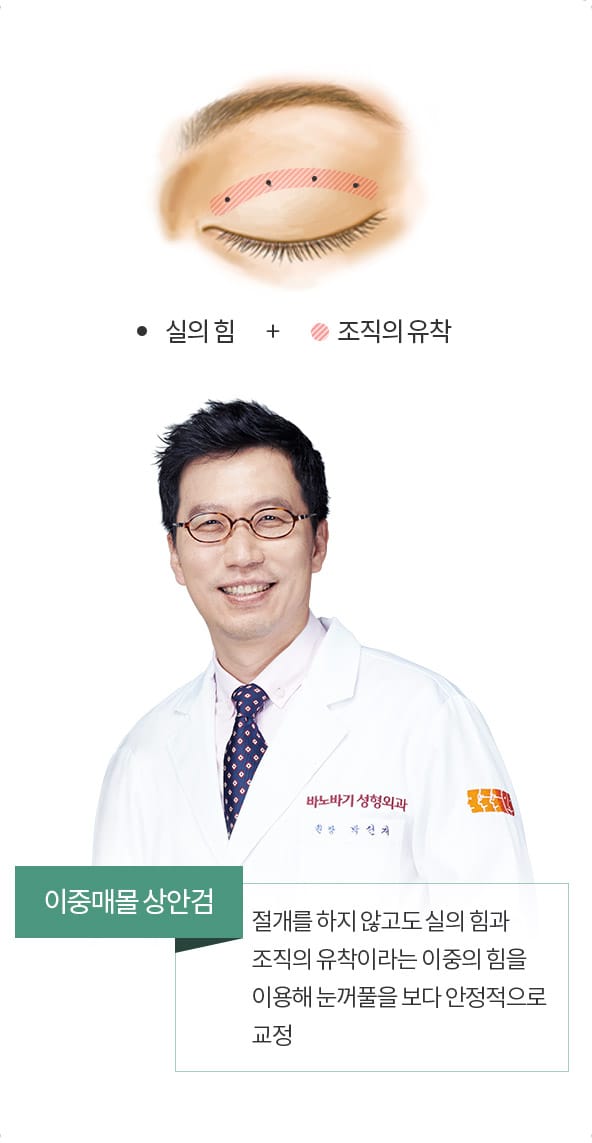 실의 힘 + 조직의 유착
바노바기 성형외과
원장
이중매몰 상안검
절개를 하지 않고도 실의 힘과
조직의 유착이라는 이중의 힘을
이용해 눈꺼풀을 보다 안정적으로
교정